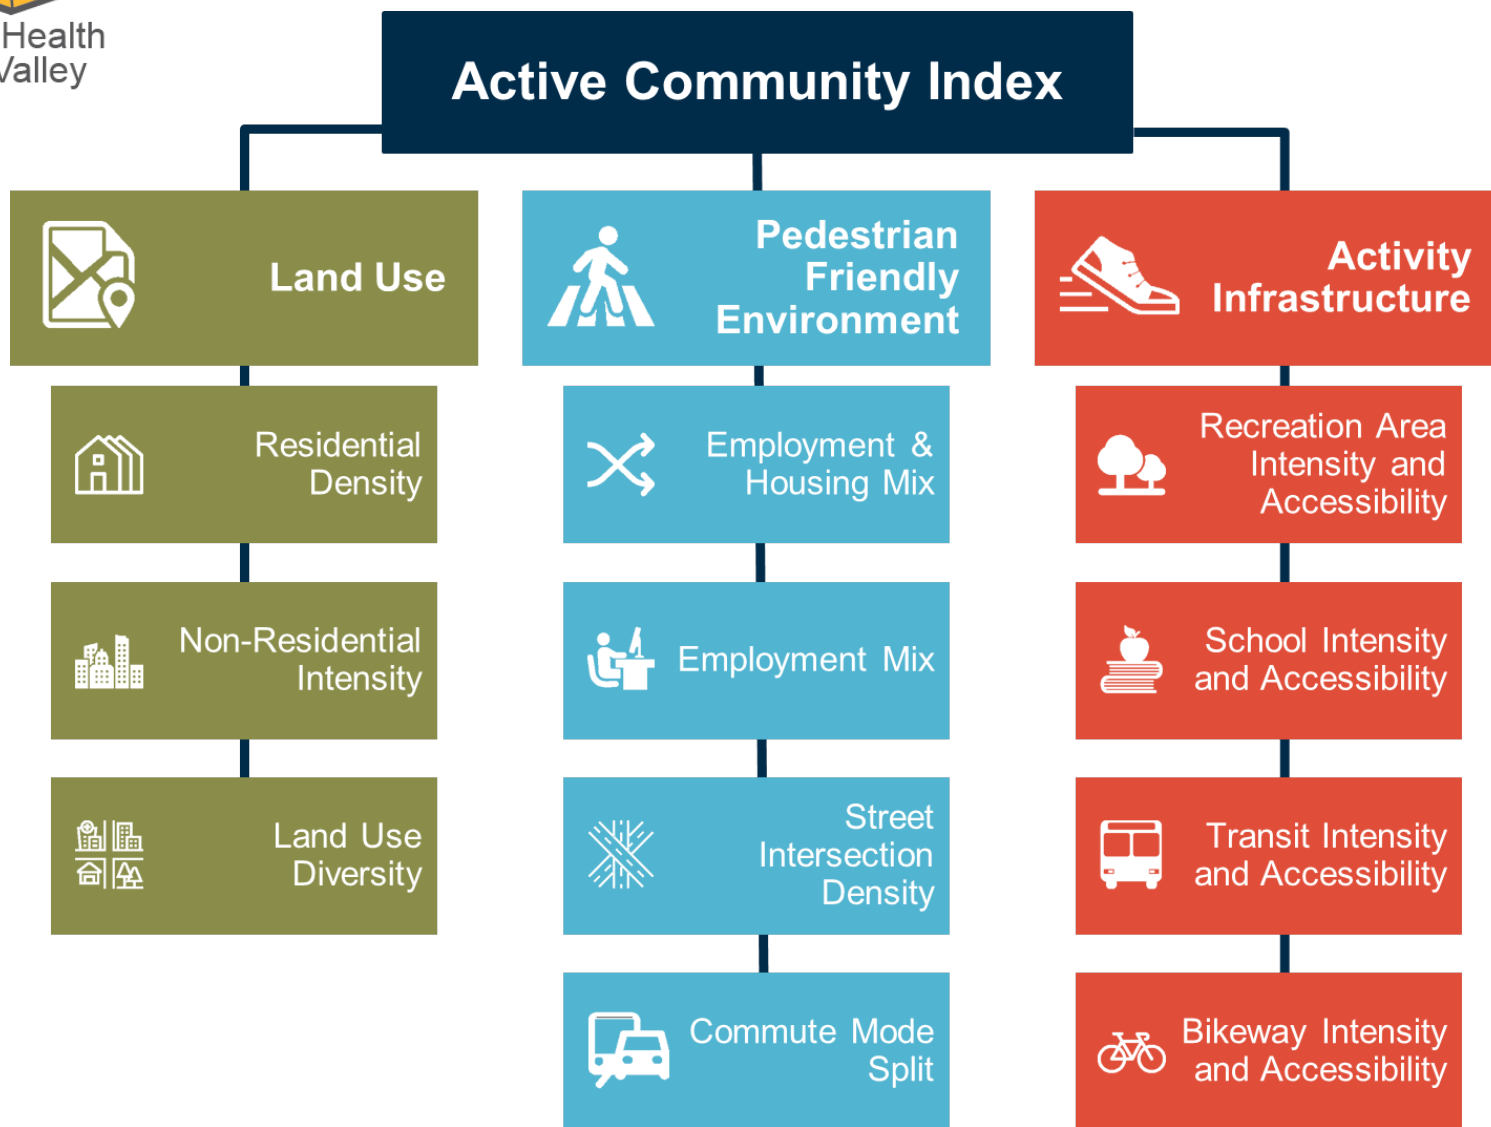 Health
Valley
Active Community Index
Land Use
Residential
Density
Non-Residential
Intensity
Land Use
Diversity
Pedestrian
Friendly
Environment
Employment &
Housing Mix
Employment Mix
Street
Intersection
Density
Commute Mode
Split
Activity
Infrastructure
Recreation Area
Intensity and
Accessibility
School Intensity
and Accessibility
Transit Intensity
and Accessibility
Bikeway Intensity
and Accessibility